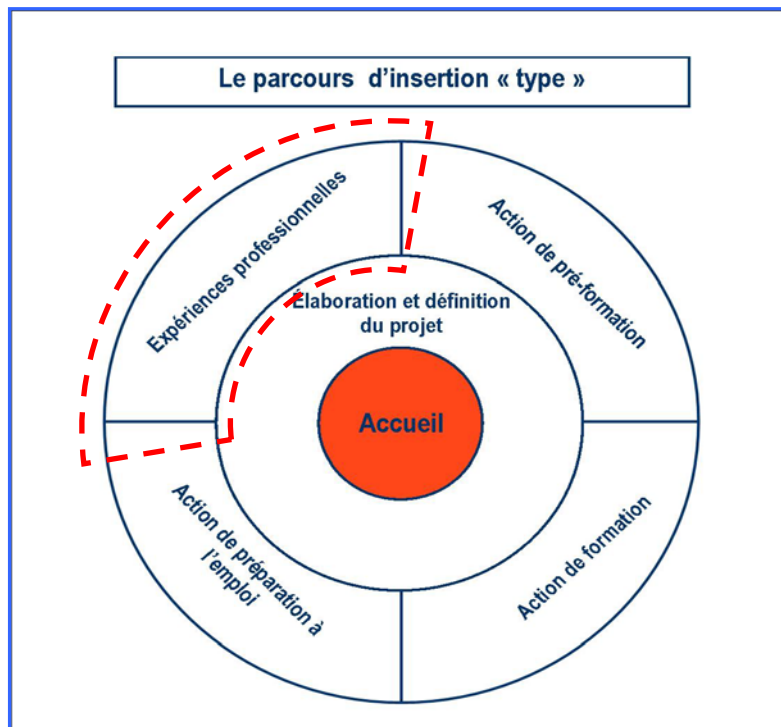 Le parcours d’insertion « type »
Expériences professionnelles
Action de pré-formation
Élaboration et définition
du projet
Accueil
Action de préparation à
l’emploi
Action de formation